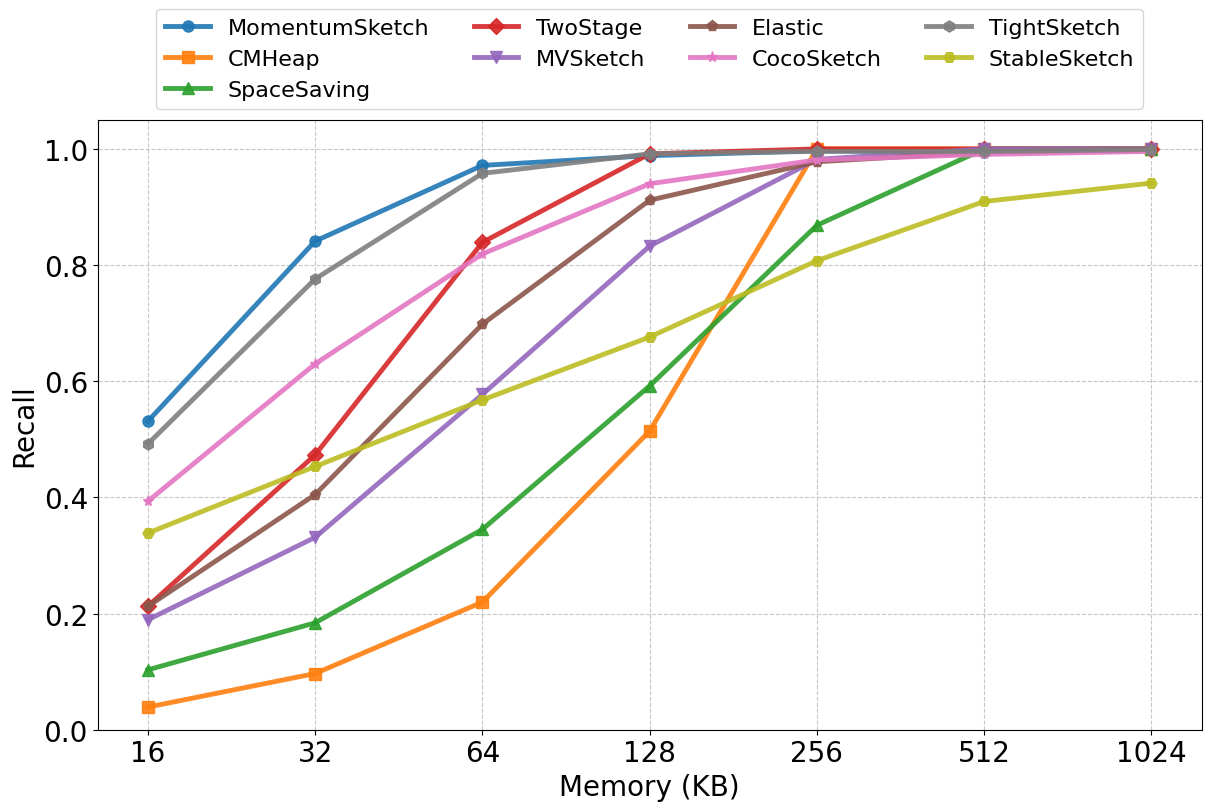 MomentumSketch TwoStage Elastic TightSketch
CMHeap MVSketch CocoSketch StableSketch
SpaceSaving
1.0
0.8
0.6
0.4
0.2
0.0
Recall
16 32 64 128 256 512 1024
Memory (KB)